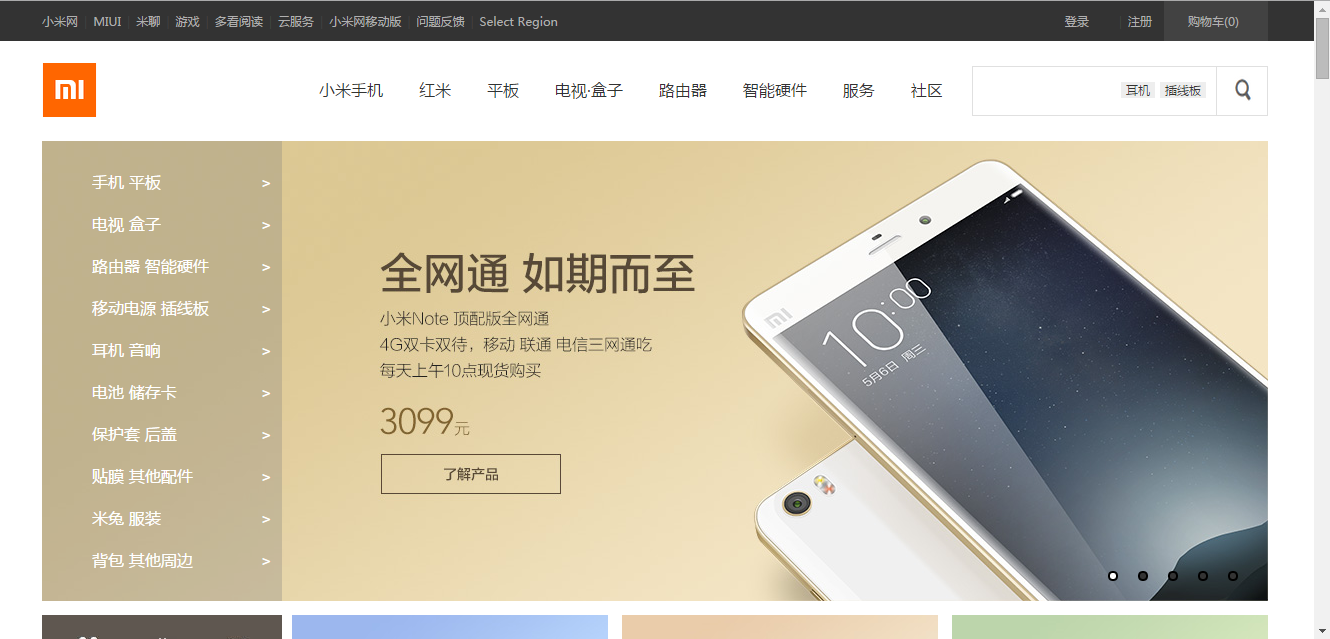 小米网 MIUI 米聊 游戏 多看阅读 云服务 小米网移动版 问题反馈 Select Region 登录 注册 购物车(0)
mi 小米手机 红米 平板 电视·盒子 路由器 智能硬件 服务 社区 耳机 插线板
手机 平板 >
电视 盒子 >
路由器 智能硬件 >
移动电源 插线板 >
耳机 音响 >
电池 储存卡 >
保护套 后盖 >
贴膜 其他配件 >
米兔 服装 >
背包 其他周边 >
全网通 如期而至
小米Note 顶配版全网通
4G双卡双待，移动 联通 电信三网通吃
每天上午10点现货购买
3099元
了解产品
mi
10:00
5月6日 周三